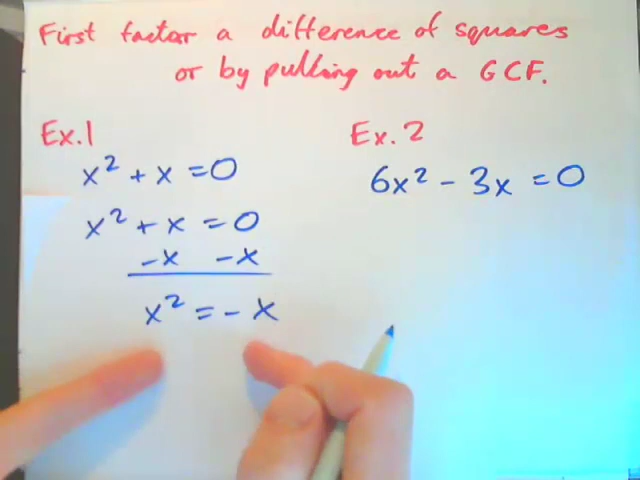 First factor a difference of squares
or by pulling out a GCF.
Ex.1
x² + x = 0
x² + x = 0
-x -x
x² = - x
Ex. 2
6x² - 3x = 0